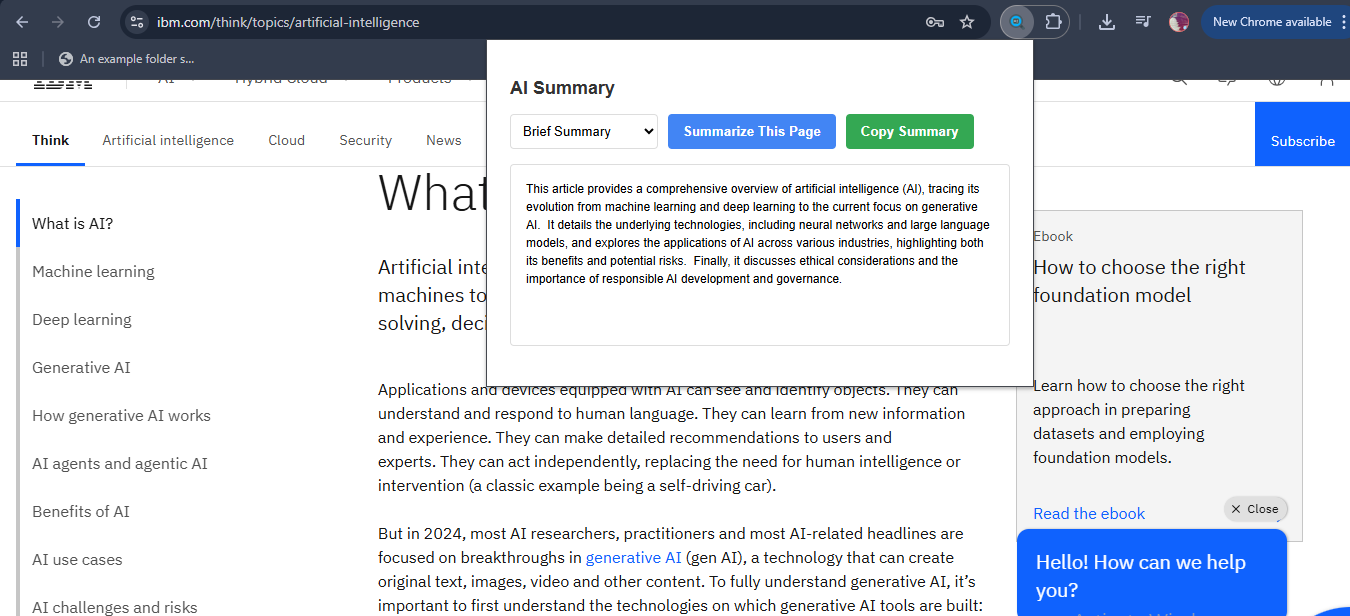 ibm.com/think/topics/artificial-intelligence
New Chrome available
An example folder s...
IBM
AI
Hybrid Cloud
Products
Think
Artificial intelligence
Cloud
Security
News
Subscribe
AI Summary
Brief Summary
Summarize This Page
Copy Summary
This article provides a comprehensive overview of artificial intelligence (AI), tracing its
evolution from machine learning and deep learning to the current focus on generative
AI.  It details the underlying technologies, including neural networks and large language
models, and explores the applications of AI across various industries, highlighting both
its benefits and potential risks.  Finally, it discusses ethical considerations and the
importance of responsible AI development and governance.
What is AI?
Machine learning
Deep learning
Generative AI
How generative AI works
AI agents and agentic AI
Benefits of AI
AI use cases
AI challenges and risks
What
Artificial inte
machines to
solving, deci
Applications and devices equipped with AI can see and identify objects. They can
understand and respond to human language. They can learn from new information
and experience. They can make detailed recommendations to users and
experts. They can act independently, replacing the need for human intelligence or
intervention (a classic example being a self-driving car).
But in 2024, most AI researchers, practitioners and most AI-related headlines are
focused on breakthroughs in generative AI (gen AI), a technology that can create
original text, images, video and other content. To fully understand generative AI, it's
important to first understand the technologies on which generative AI tools are built:
Ebook
How to choose the right
foundation model
Learn how to choose the right
approach in preparing
datasets and employing
foundation models.
Read the ebook
Close
Hello! How can we help
you?